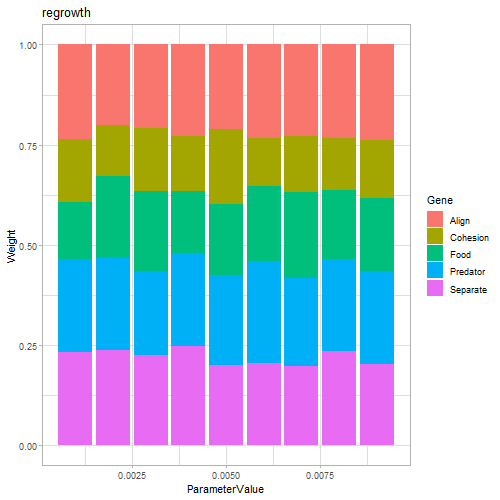 regrowth
1.00
0.75
0.50
0.25
0.00
Weight
0.0025
0.0050
0.0075
ParameterValue
Gene
Align
Cohesion
Food
Predator
Separate